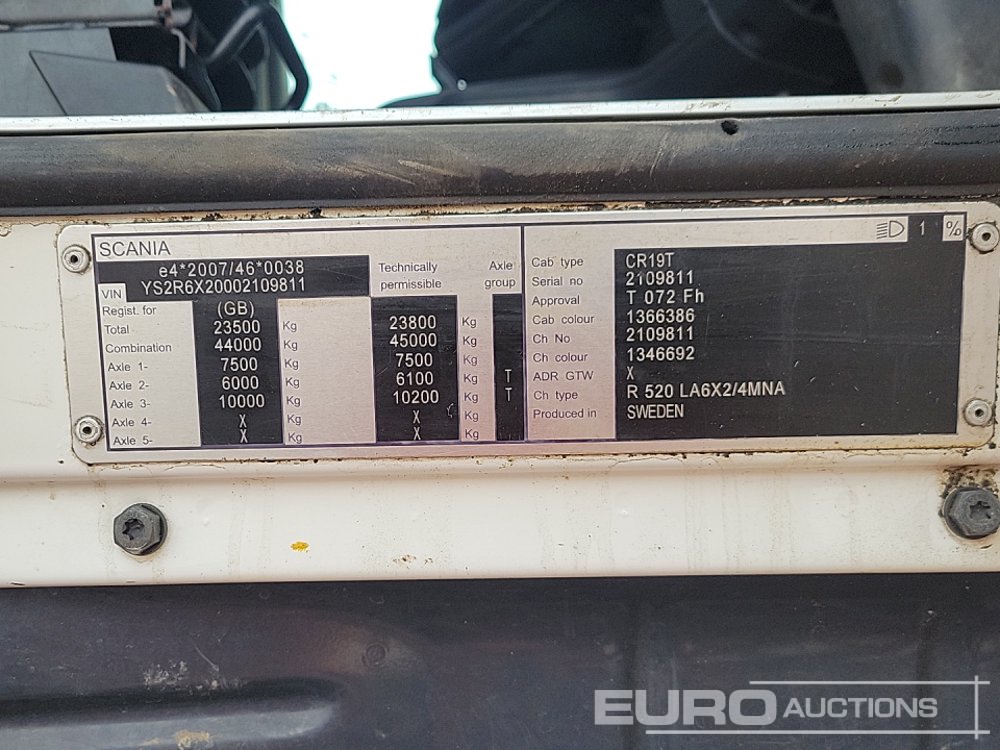 SCANIA
e4*2007/46*0038
VIN YS2R6X20002109811
Technically permissible
Axle group
Regist. for (GB)
Total 23500 Kg 23800 Kg
Combination 44000 Kg 45000 Kg
Axle 1- 7500 Kg 7500 Kg
Axle 2- 6000 Kg 6100 Kg T
Axle 3- 10000 Kg 10200 Kg T
Axle 4- X Kg X Kg
Axle 5- X Kg X Kg
1 %
Cab type CR19T
Serial no 2109811
Approval T 072 Fh
Cab colour 1366386
Ch No 2109811
Ch colour 1346692
ADR GTW X
Ch type R 520 LA6X2/4MNA
Produced in SWEDEN
EURO AUCTIONS